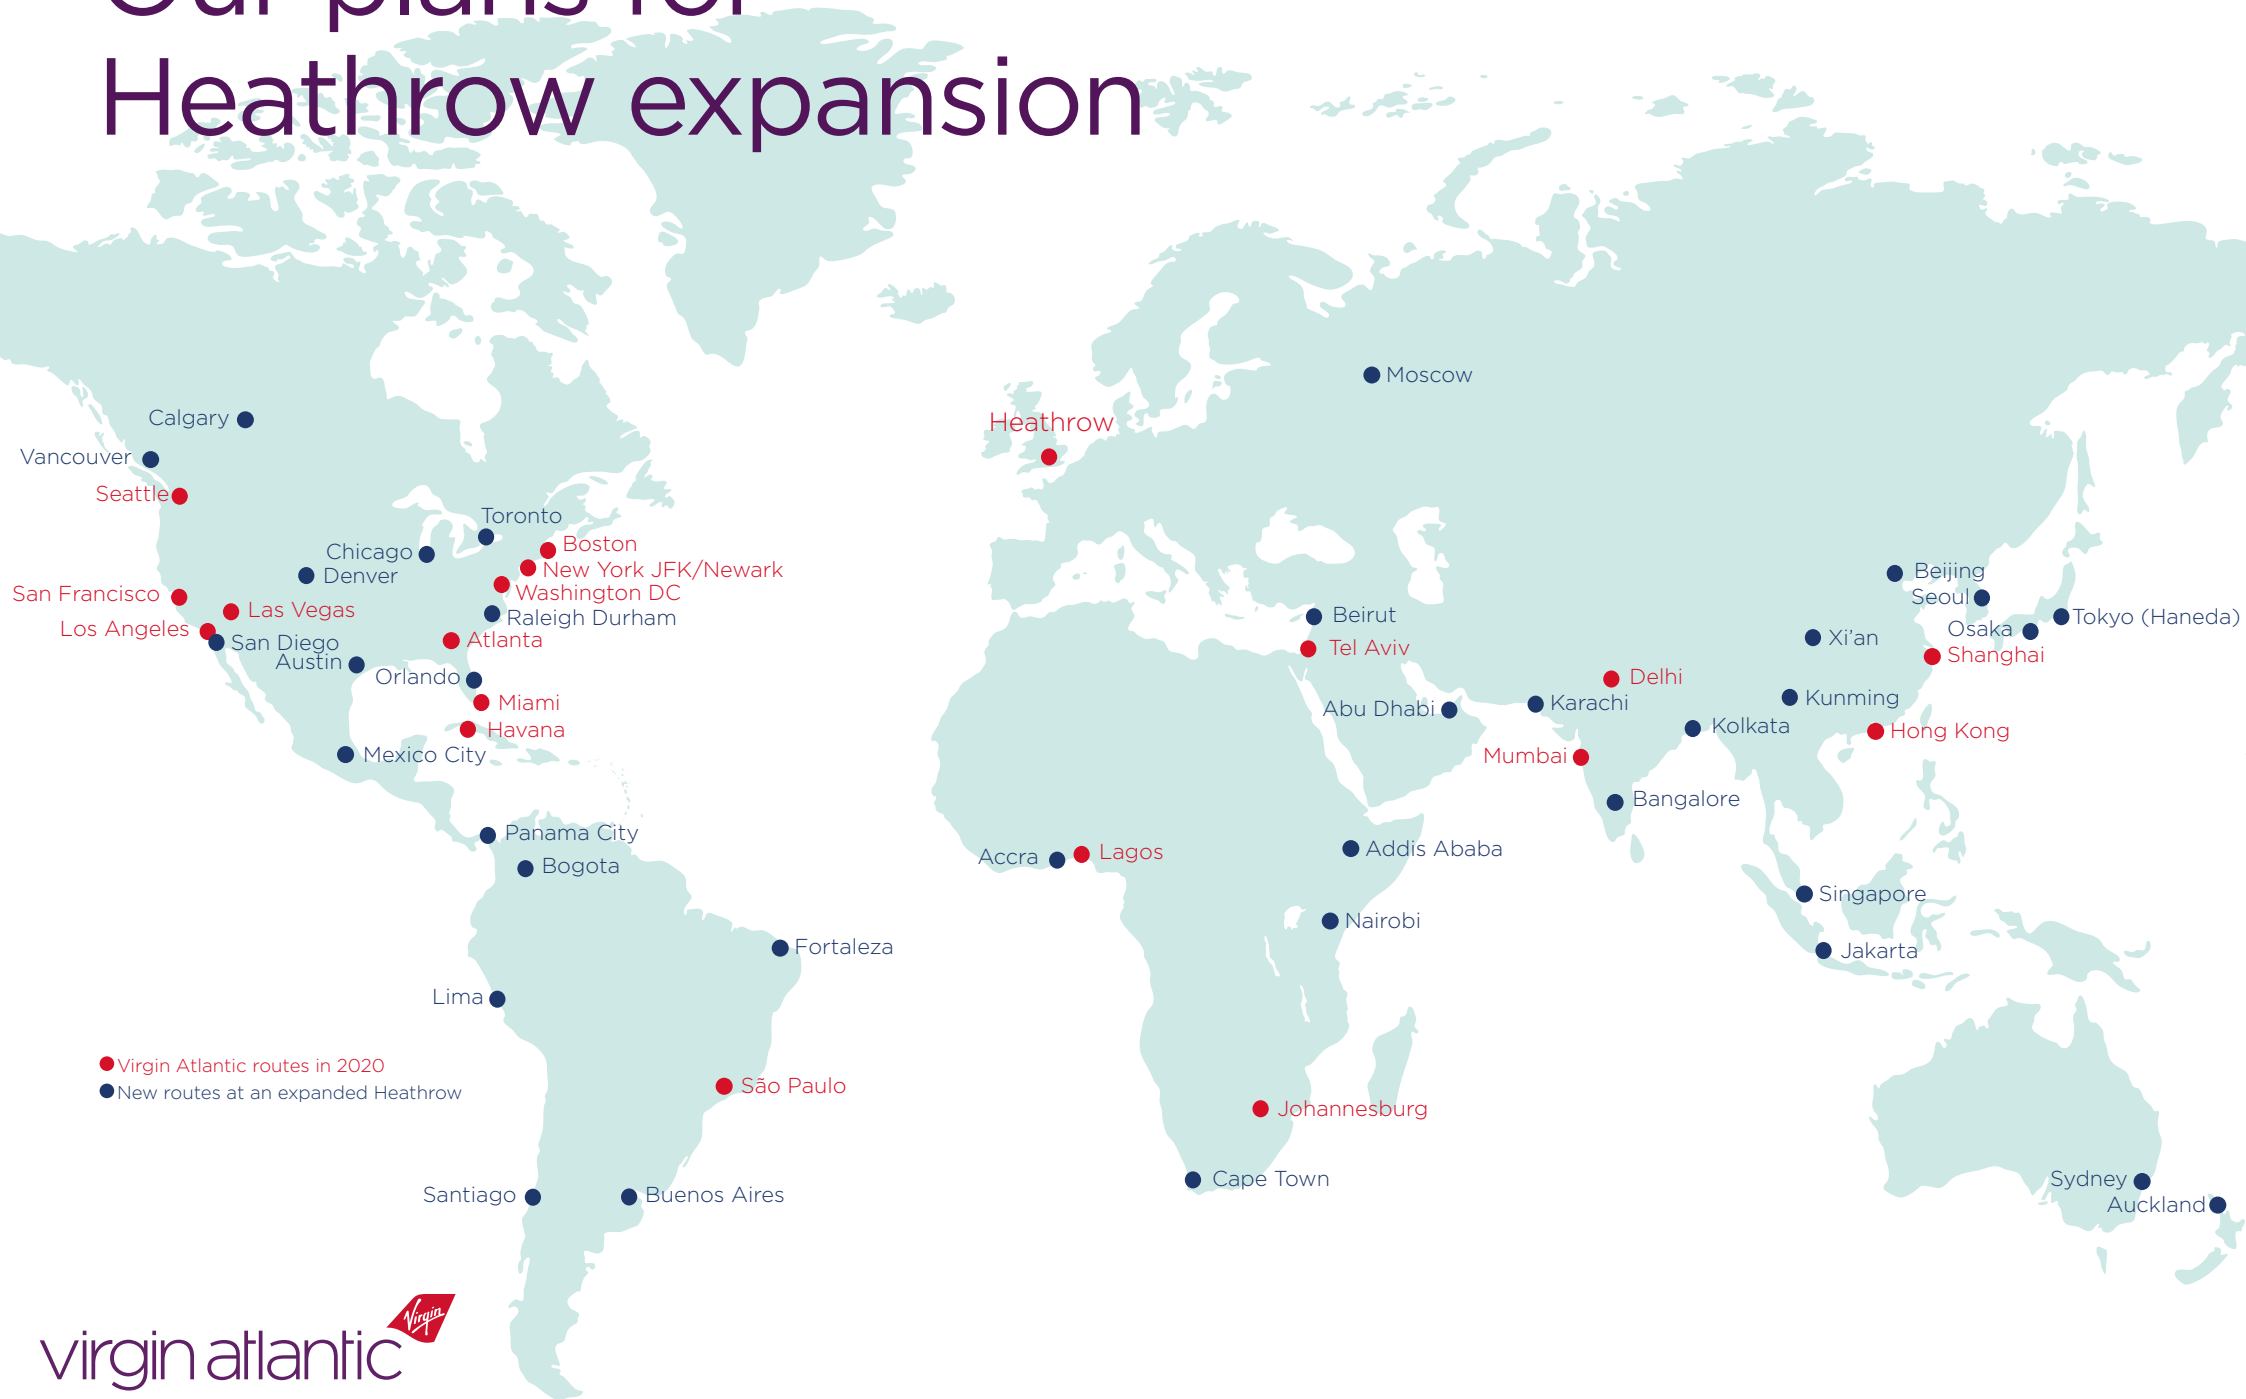 Our plans for
Heathrow expansion
Moscow
Calgary
Heathrow
Vancouver
Seattle
Toronto
Boston
Chicago
New York JFK/Newark
Denver
Washington DC
San Francisco
Las Vegas
Raleigh Durham
Los Angeles
Atlanta
San Diego
Austin
Orlando
Miami
Havana
Mexico City
Beirut
Tel Aviv
Abu Dhabi
Karachi
Delhi
Mumbai
Kolkata
Bangalore
Beijing
Seoul
Tokyo (Haneda)
Osaka
Xi'an
Shanghai
Kunming
Hong Kong
Panama City
Bogota
Accra
Lagos
Addis Ababa
Nairobi
Singapore
Jakarta
Fortaleza
Lima
São Paulo
Johannesburg
Cape Town
Santiago
Buenos Aires
Sydney
Auckland
Virgin Atlantic routes in 2020
New routes at an expanded Heathrow
Virgin
virgin atlantic